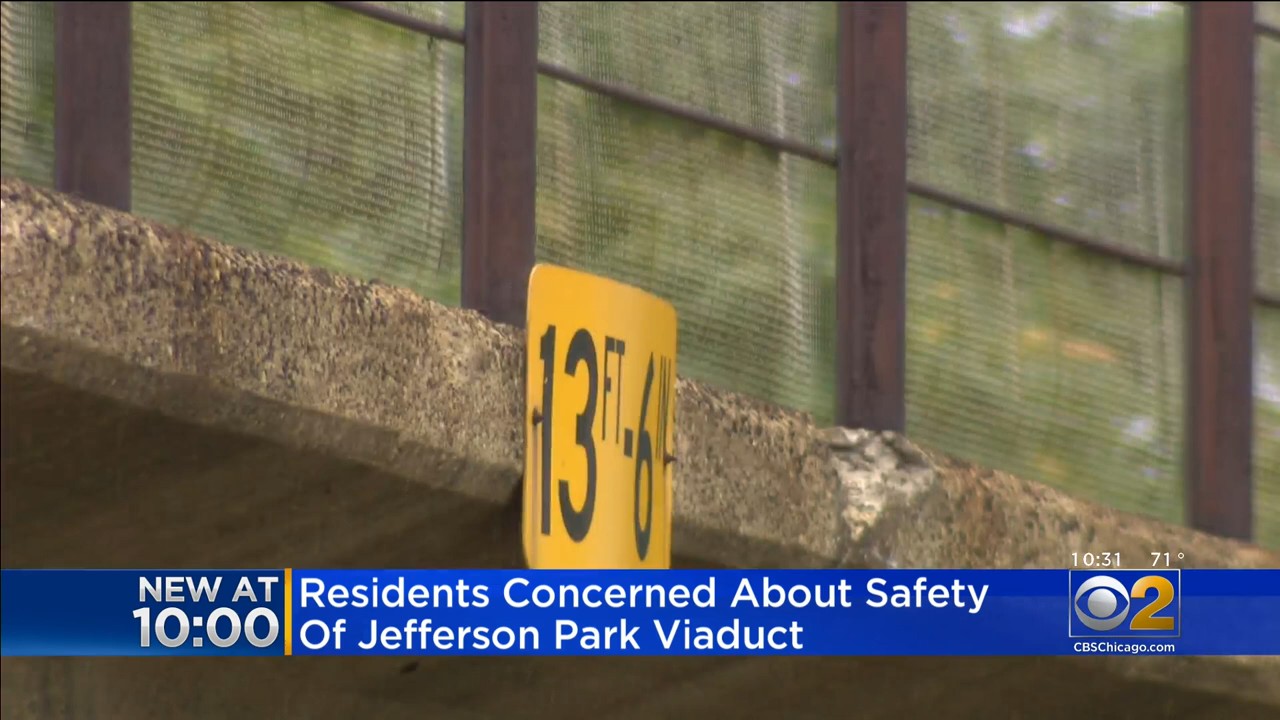 13 FT - 6 IN
10:31 71°
NEW AT
10:00
Residents Concerned About Safety
Of Jefferson Park Viaduct
2
CBSChicago.com